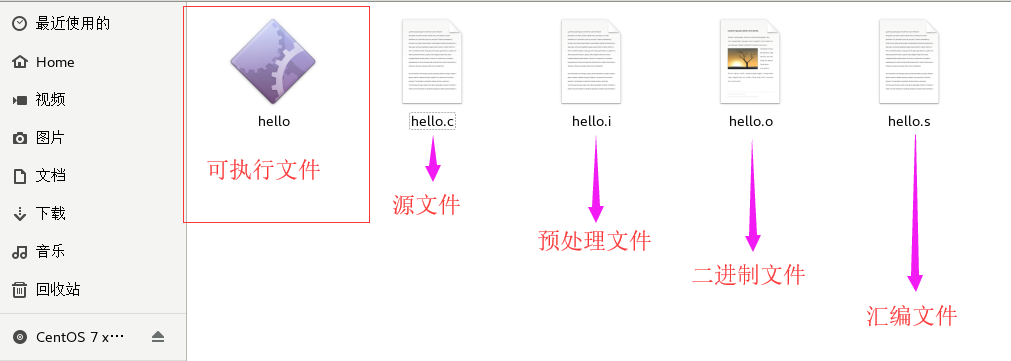 最近使用的
Home
视频
图片
文档
下载
音乐
回收站
CentOS 7 x⋯
hello
hello.c
hello.i
hello.o
hello.s
可执行文件
源文件
预处理文件
二进制文件
汇编文件